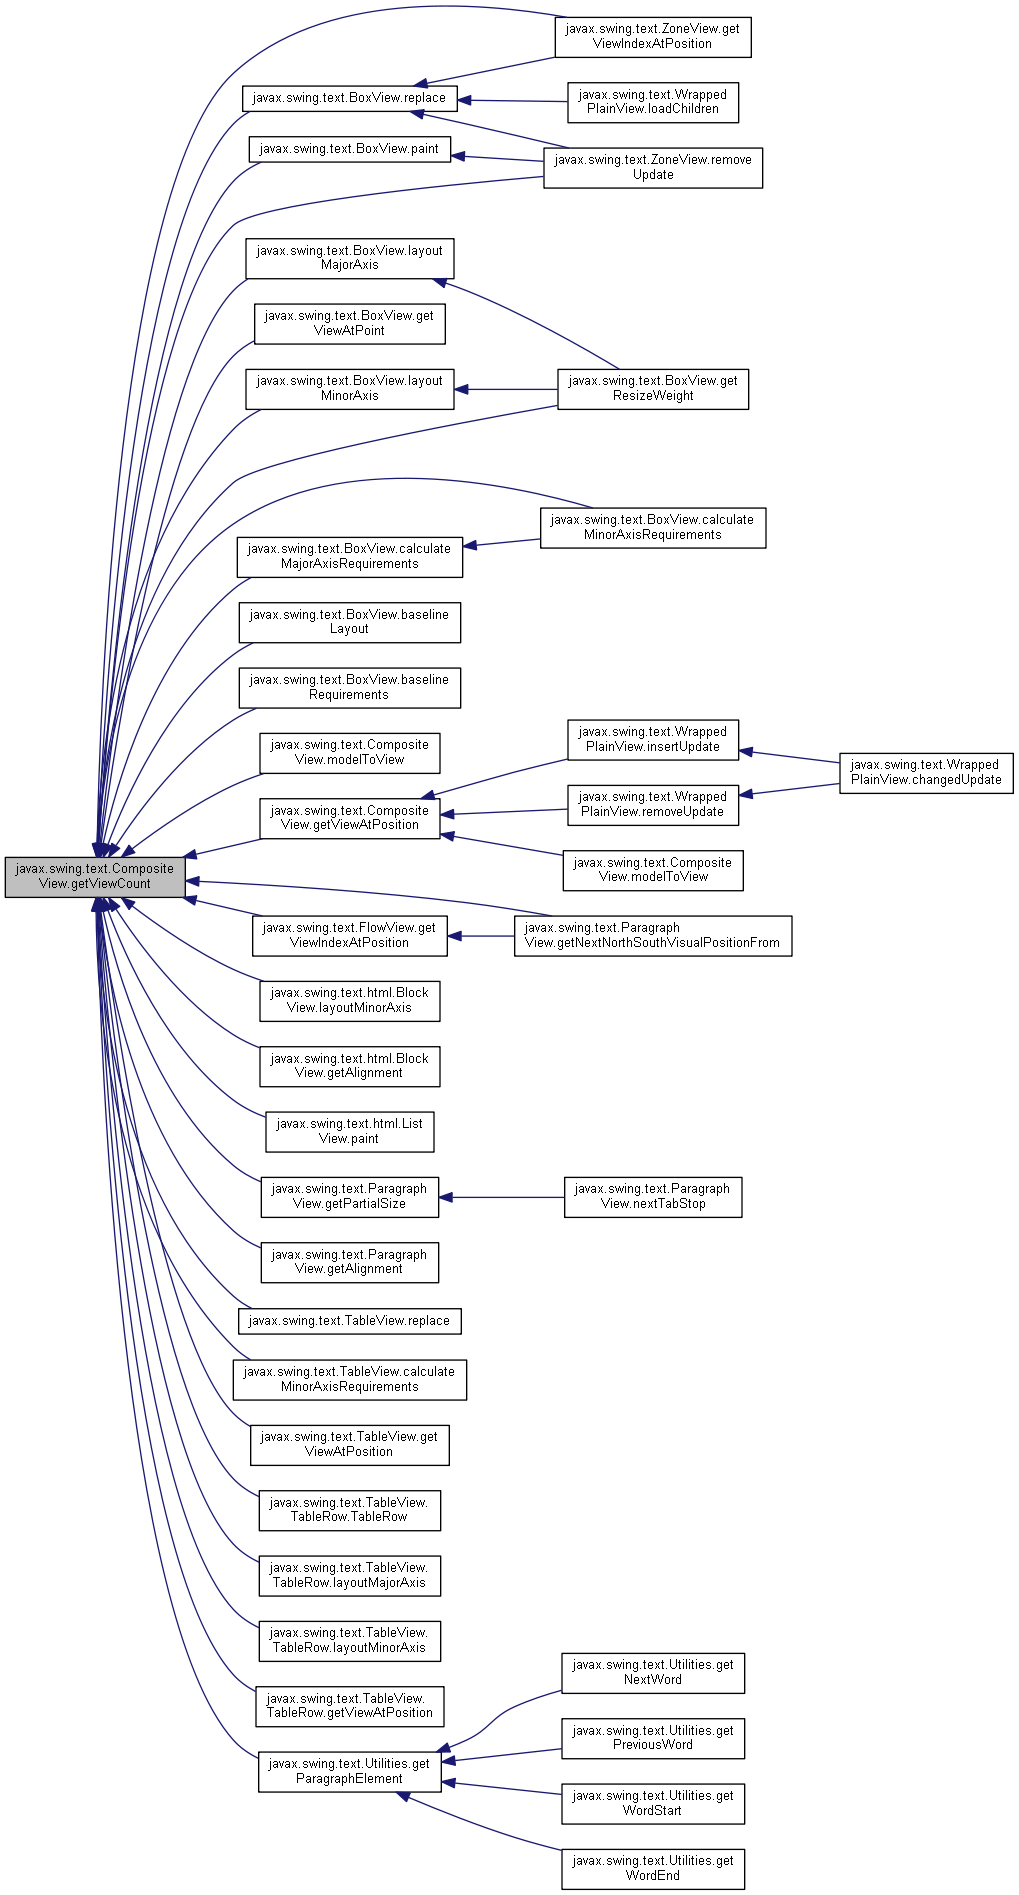 javax.swing.text.ZoneView.get
ViewIndexAtPosition
javax.swing.text.BoxView.replace
javax.swing.text.Wrapped
PlainView.loadChildren
javax.swing.text.BoxView.paint
javax.swing.text.ZoneView.remove
Update
javax.swing.text.BoxView.layout
MajorAxis
javax.swing.text.BoxView.get
ViewAtPoint
javax.swing.text.BoxView.layout
MinorAxis
javax.swing.text.BoxView.get
ResizeWeight
javax.swing.text.BoxView.calculate
MinorAxisRequirements
javax.swing.text.BoxView.calculate
MajorAxisRequirements
javax.swing.text.BoxView.baseline
Layout
javax.swing.text.BoxView.baseline
Requirements
javax.swing.text.Composite
View.modelToView
javax.swing.text.Wrapped
PlainView.insertUpdate
javax.swing.text.Wrapped
PlainView.changedUpdate
javax.swing.text.Composite
View.getViewAtPosition
javax.swing.text.Wrapped
PlainView.removeUpdate
javax.swing.text.Composite
View.modelToView
javax.swing.text.Composite
View.getViewCount
javax.swing.text.FlowView.get
ViewIndexAtPosition
javax.swing.text.Paragraph
View.getNextNorthSouthVisualPositionFrom
javax.swing.text.html.Block
View.layoutMinorAxis
javax.swing.text.html.Block
View.getAlignment
javax.swing.text.html.List
View.paint
javax.swing.text.Paragraph
View.getPartialSize
javax.swing.text.Paragraph
View.nextTabStop
javax.swing.text.Paragraph
View.getAlignment
javax.swing.text.TableView.replace
javax.swing.text.TableView.calculate
MinorAxisRequirements
javax.swing.text.TableView.get
ViewAtPosition
javax.swing.text.TableView.
TableRow.TableRow
javax.swing.text.TableView.
TableRow.layoutMajorAxis
javax.swing.text.TableView.
TableRow.layoutMinorAxis
javax.swing.text.TableView.
TableRow.getViewAtPosition
javax.swing.text.Utilities.get
NextWord
javax.swing.text.Utilities.get
PreviousWord
javax.swing.text.Utilities.get
ParagraphElement
javax.swing.text.Utilities.get
WordStart
javax.swing.text.Utilities.get
WordEnd